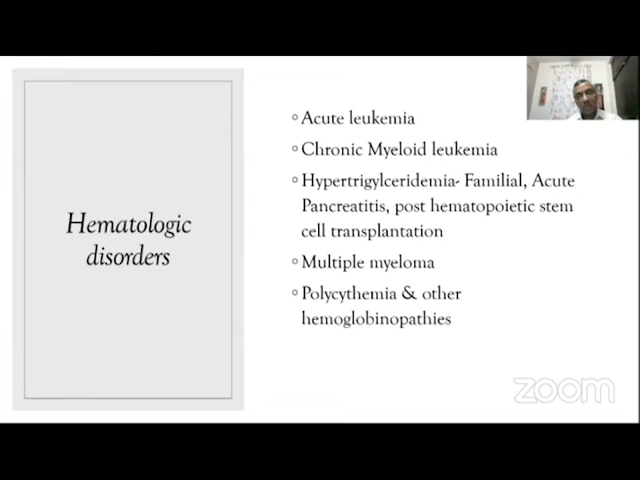 Hematologic
disorders
◦ Acute leukemia
◦ Chronic Myeloid leukemia
◦ Hypertrigylceridemia- Familial, Acute
Pancreatitis, post hematopoietic stem
cell transplantation
◦ Multiple myeloma
◦ Polycythemia & other
hemoglobinopathies
zoom